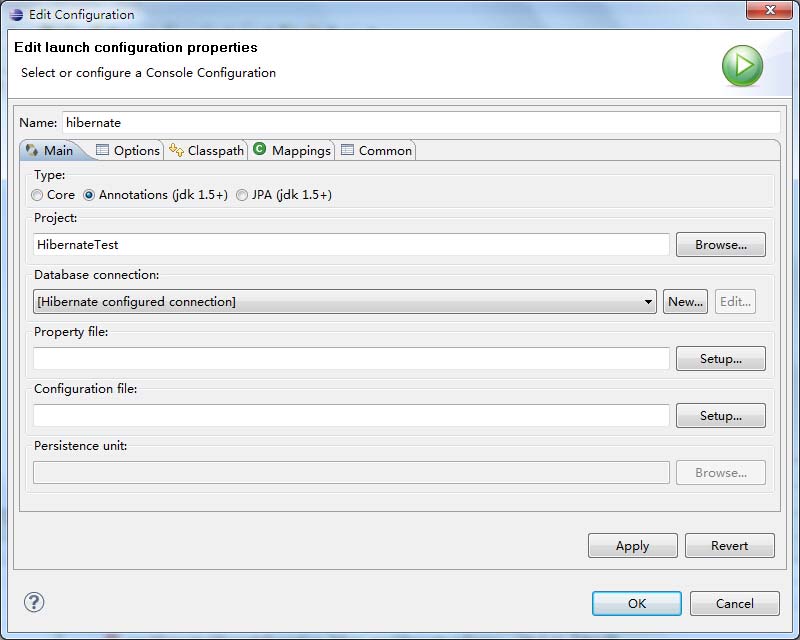 Edit Configuration
Edit launch configuration properties
Select or configure a Console Configuration
Name: hibernate
Main Options Classpath Mappings Common
Type:
Core Annotations (jdk 1.5+) JPA (jdk 1.5+)
Project:
HibernateTest Browse...
Database connection:
[Hibernate configured connection] New... Edit...
Property file:
Setup...
Configuration file:
Setup...
Persistence unit:
Browse...
Apply Revert
OK Cancel